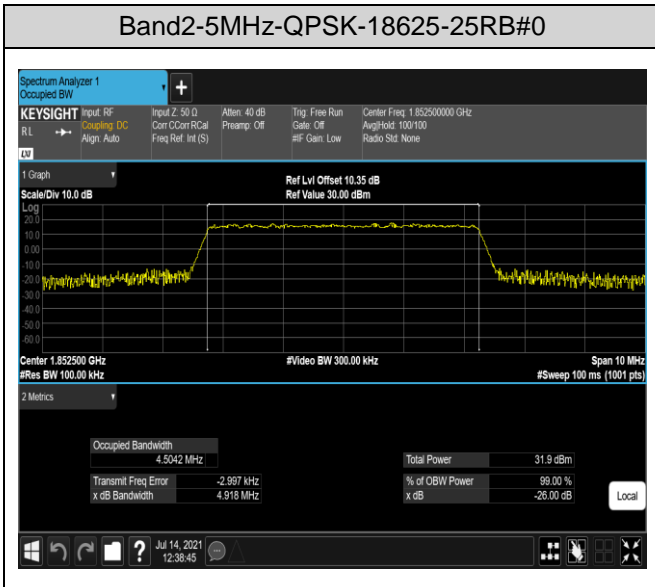 Band2-5MHz-QPSK-18625-25RB#0
Spectrum Analyzer 1
Occupied BW
+
KEYSIGHT Input: RF Input Z: 50 Ω Atten: 40 dB Trig: Free Run Center Freq: 1.852500000 GHz
RL Coupling: DC Corr CCorr RCal Preamp: Off Gate: Off Avg|Hold: 100/100
Align: Auto Freq Ref: Int (S) #IF Gain: Low Radio Std: None
LXI
1 Graph Ref Lvl Offset 10.35 dB
Scale/Div 10.0 dB Ref Value 30.00 dBm
Log
20.0
10.0
0.00
-10.0
-20.0
-30.0
-40.0
-50.0
-60.0
Center 1.852500 GHz #Video BW 300.00 kHz Span 10 MHz
#Res BW 100.00 kHz #Sweep 100 ms (1001 pts)
2 Metrics
Occupied Bandwidth
4.5042 MHz Total Power 31.9 dBm
Transmit Freq Error -2.997 kHz % of OBW Power 99.00 %
x dB Bandwidth 4.918 MHz x dB -26.00 dB
Local
? Jul 14, 2021
12:38:45